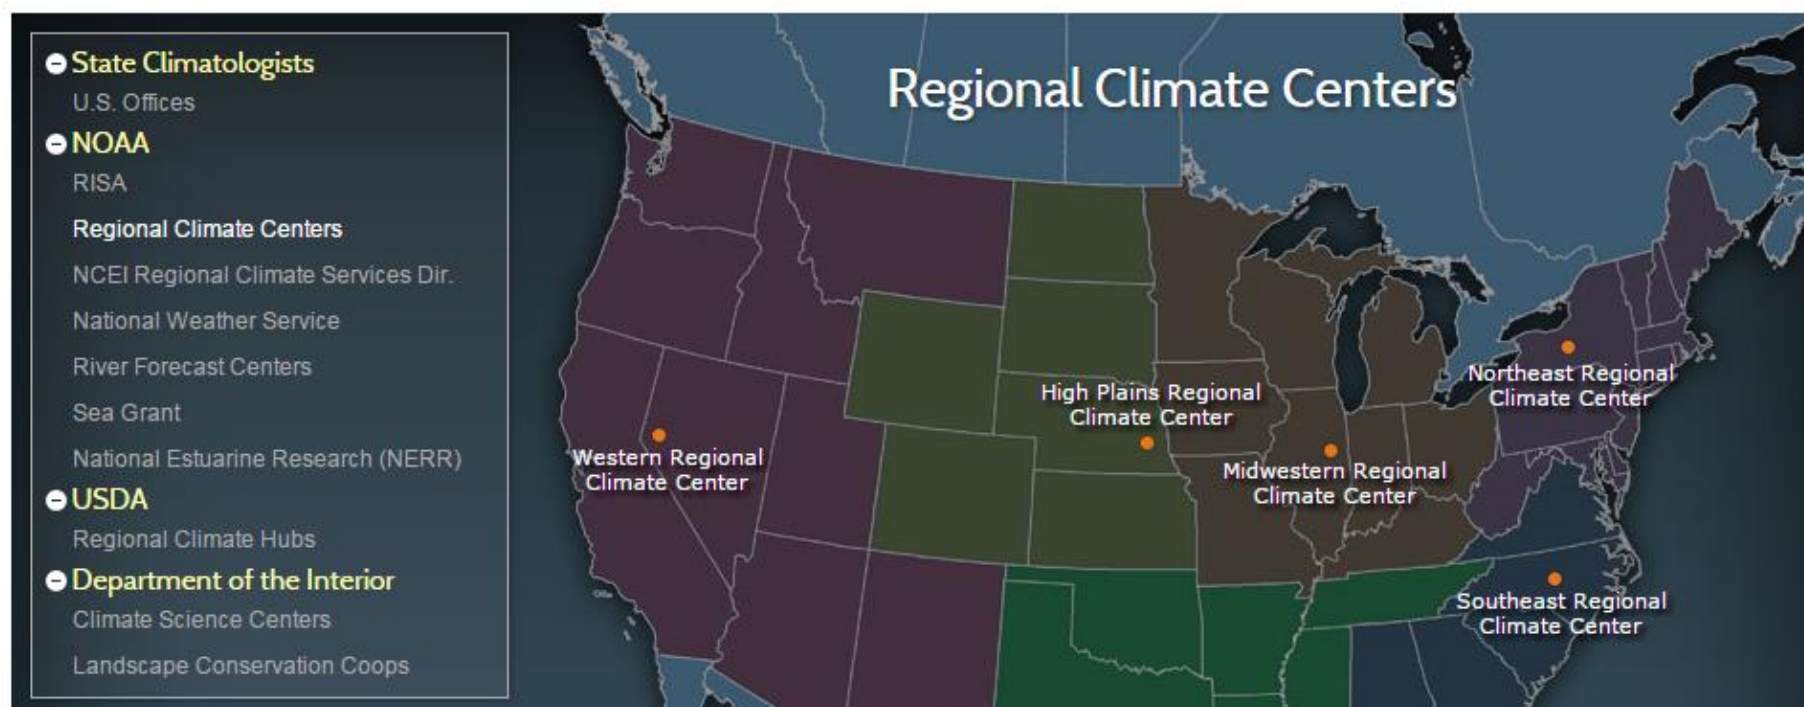 State Climatologists
U.S. Offices
NOAA
RISA
Regional Climate Centers
NCEI Regional Climate Services Dir.
National Weather Service
River Forecast Centers
Sea Grant
National Estuarine Research (NERR)
USDA
Regional Climate Hubs
Department of the Interior
Climate Science Centers
Landscape Conservation Coops
Regional Climate Centers
Northeast Regional
Climate Center
High Plains Regional
Climate Center
Western Regional
Climate Center
Midwestern Regional
Climate Center
Southeast Regional
Climate Center